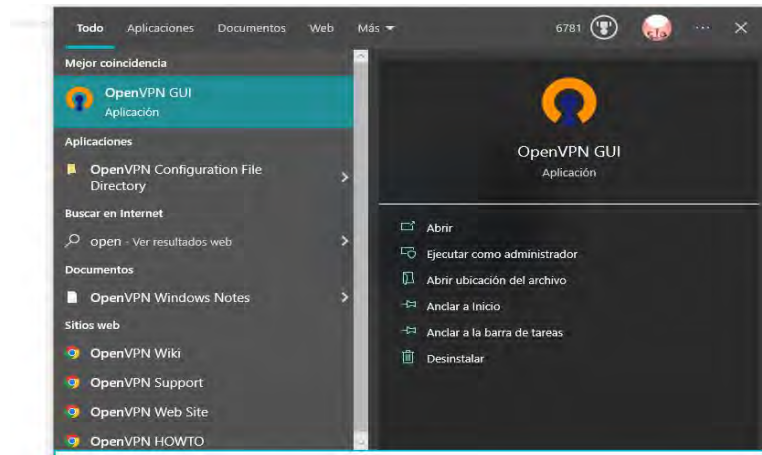 Todo Aplicaciones Documentos Web Más 6781
Mejor coincidencia
OpenVPN GUI
Aplicación
Aplicaciones
OpenVPN Configuration File
Directory
Buscar en Internet
open - Ver resultados web
Documentos
OpenVPN Windows Notes
Sitios web
OpenVPN Wiki
OpenVPN Support
OpenVPN Web Site
OpenVPN HOWTO
OpenVPN GUI
Aplicación
Abrir
Ejecutar como administrador
Abrir ubicación del archivo
Anclar a Inicio
Anclar a la barra de tareas
Desinstalar